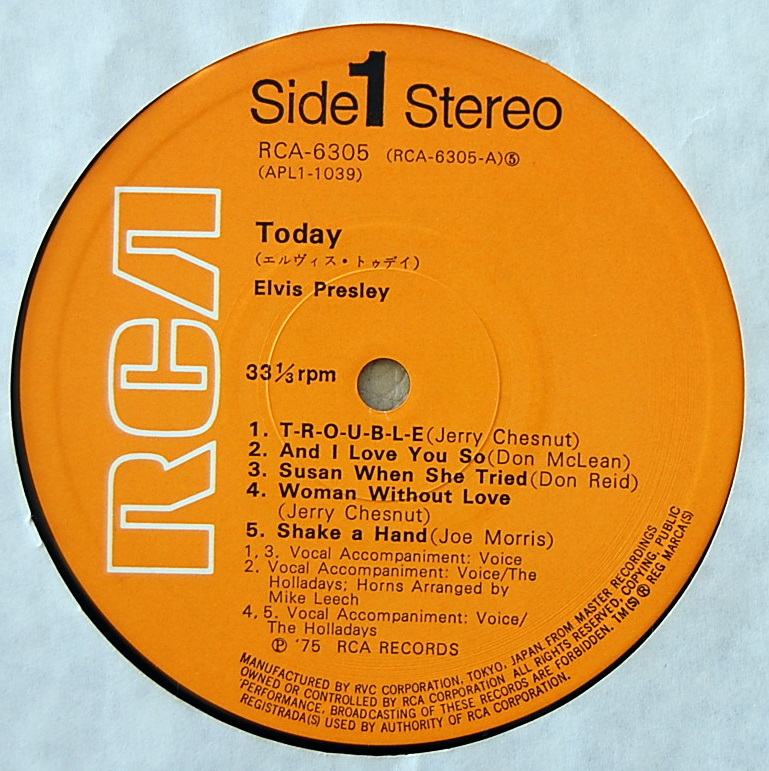 Side 1 Stereo
RCA-6305 (RCA-6305-A)⑤
(APL1-1039)
RCA
Today
(エルヴィス・トゥデイ)
Elvis Presley
33⅓rpm
1. T-R-O-U-B-L-E(Jerry Chesnut)
2. And I Love You So(Don McLean)
3. Susan When She Tried(Don Reid)
4. Woman Without Love
(Jerry Chesnut)
5. Shake a Hand(Joe Morris)
1, 3. Vocal Accompaniment: Voice
2. Vocal Accompaniment: Voice/The
Holladays; Horns Arranged by
Mike Leech
4, 5. Vocal Accompaniment: Voice/
The Holladays
Ⓟ '75 RCA RECORDS
MANUFACTURED BY RVC CORPORATION, TOKYO, JAPAN, FROM MASTER RECORDINGS
OWNED OR CONTROLLED BY RCA CORPORATION. ALL RIGHTS RESERVED, COPYING, PUBLIC
'PERFORMANCE, BROADCASTING OF THESE RECORDS ARE FORBIDDEN. TM(S) ® REG MARCA(S)
REGISTRADA(S) USED BY AUTHORITY OF RCA CORPORATION.